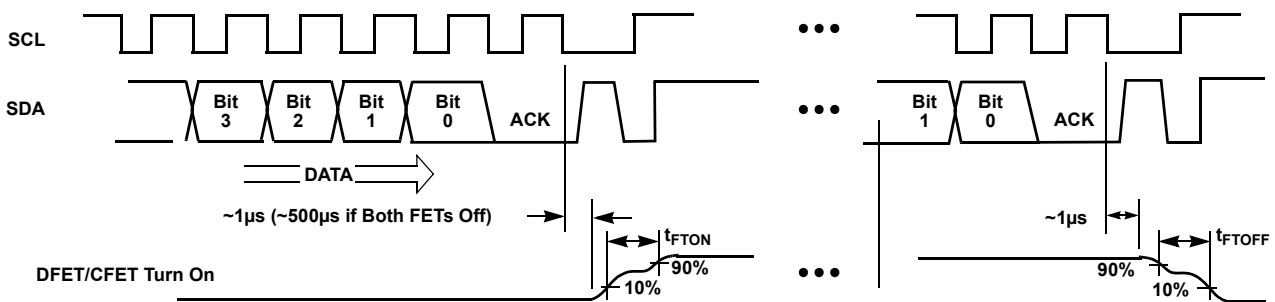 SCL
•••
SDA
Bit 3
Bit 2
Bit 1
Bit 0
ACK
•••
Bit 1
Bit 0
ACK
DATA
~1µs (~500µs if Both FETs Off)
~1µs
tFTON
tFTOFF
DFET/CFET Turn On
90%
10%
•••
90%
10%